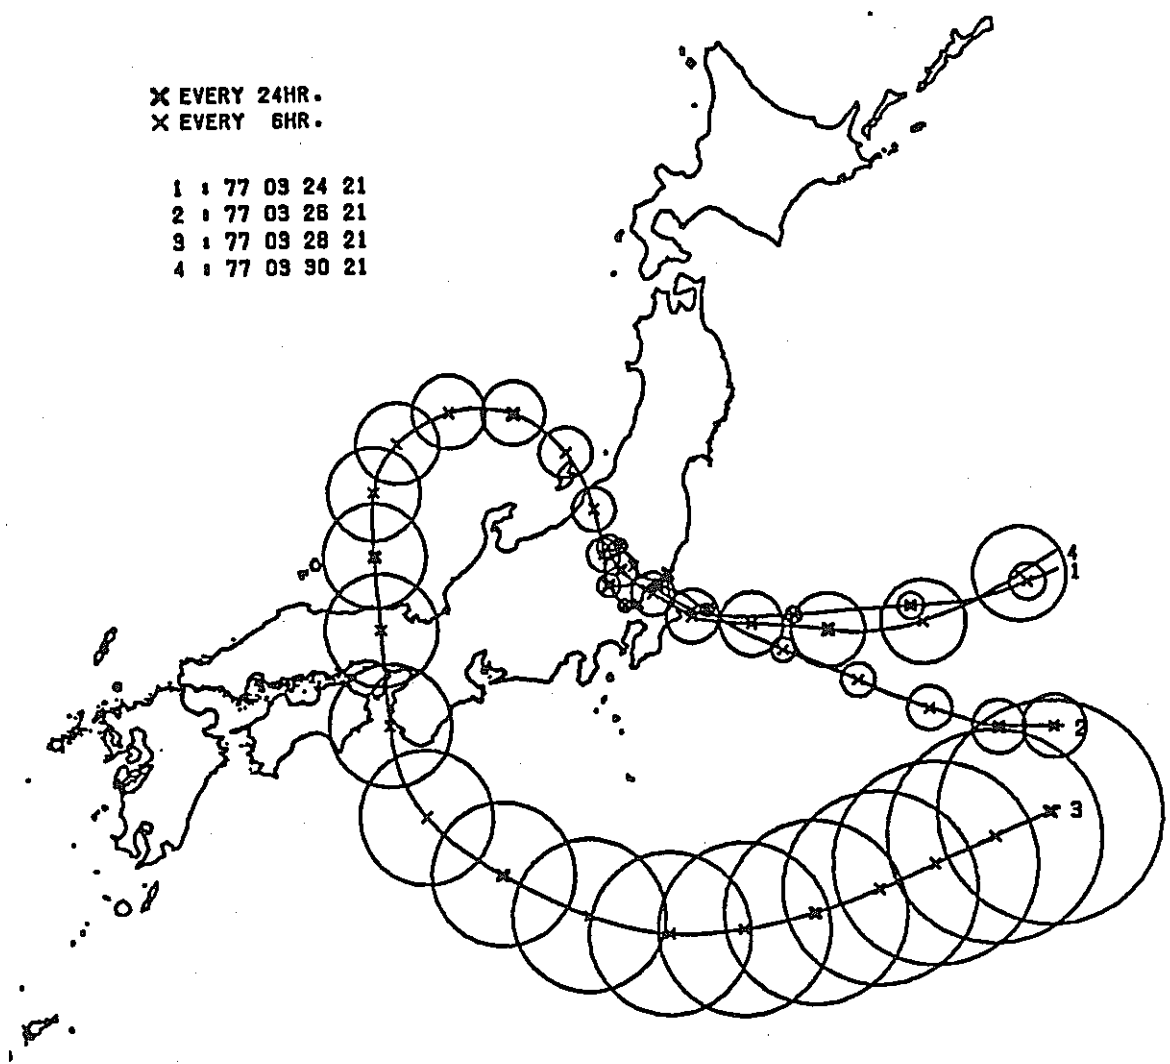 × EVERY 24HR.
× EVERY 6HR.
1 : 77 03 24 21
2 : 77 03 26 21
3 : 77 03 28 21
4 : 77 03 30 21
4
1
2
3